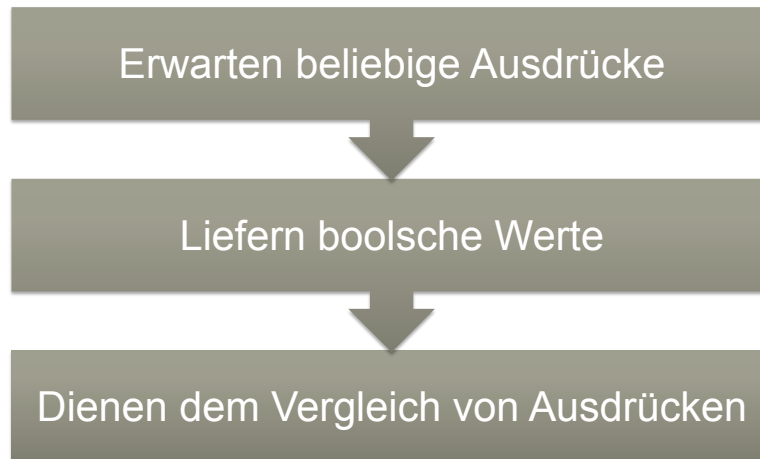 Erwarten beliebige Ausdrücke
Liefern boolsche Werte
Dienen dem Vergleich von Ausdrücken